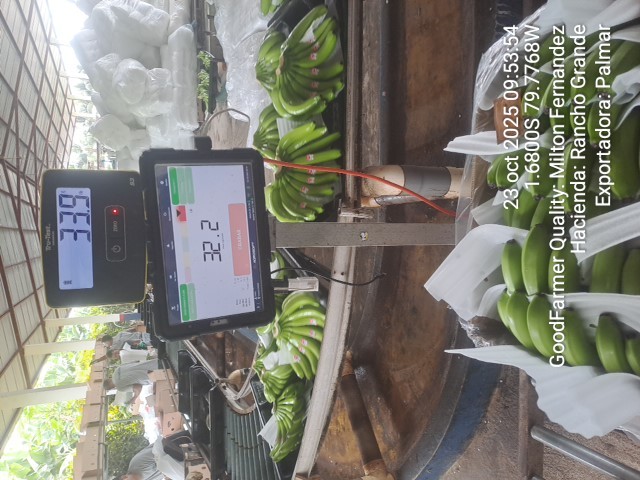 Tru-Test
33.9
ZERO
32.2
23 oct 2025 09:53:54
1.6800S 79.7768W
GoodFarmer Quality: Milton Fernandez
Hacienda: Rancho Grande
Exportadora: Palmar